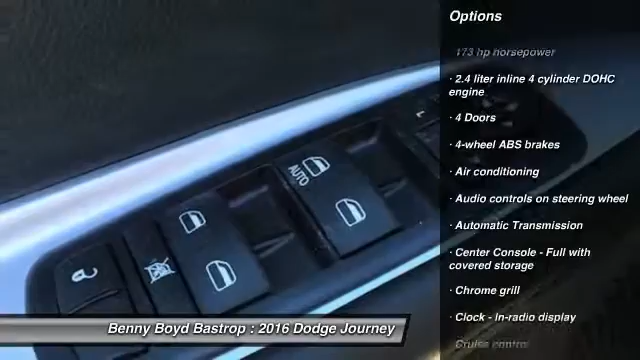 Options
173 hp horsepower
· 2.4 liter inline 4 cylinder DOHC
engine
· 4 Doors
· 4-wheel ABS brakes
· Air conditioning
· Audio controls on steering wheel
· Automatic Transmission
· Center Console - Full with
covered storage
· Chrome grill
· Clock - In-radio display
Cruise control
AUTO
Benny Boyd Bastrop : 2016 Dodge Journey